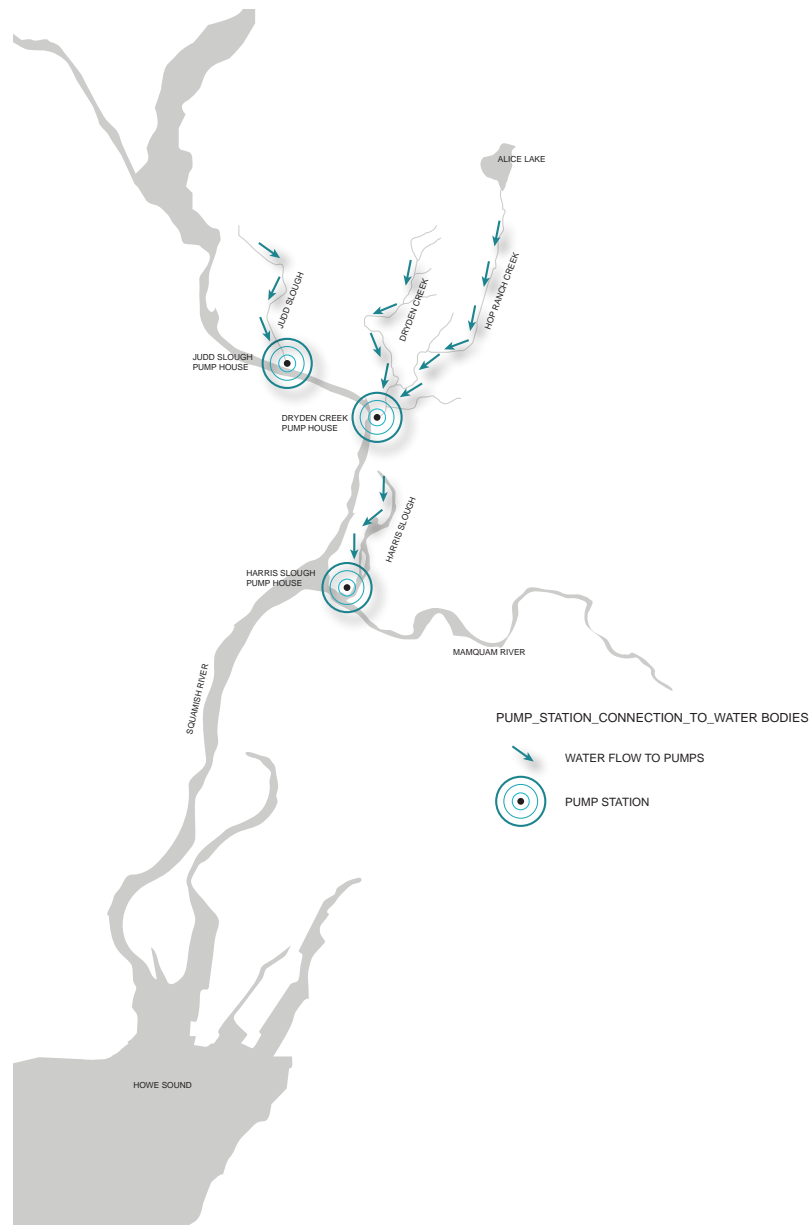 ALICE LAKE
JUDD SLOUGH
DRYDEN CREEK
HOP RANCH CREEK
JUDD SLOUGH
PUMP HOUSE
DRYDEN CREEK
PUMP HOUSE
HARRIS SLOUGH
HARRIS SLOUGH
PUMP HOUSE
MAMQUAM RIVER
SQUAMISH RIVER
PUMP_STATION_CONNECTION_TO_WATER BODIES
WATER FLOW TO PUMPS
PUMP STATION
HOWE SOUND